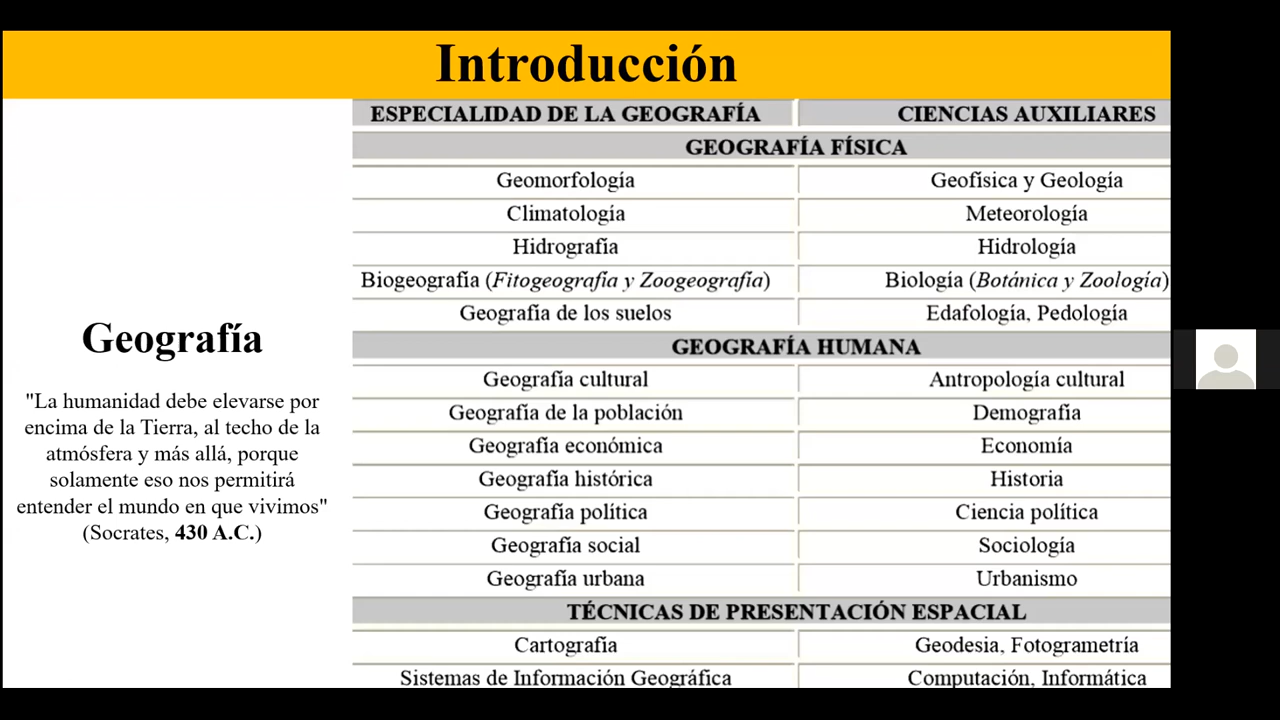 Introducción
Geografía
"La humanidad debe elevarse por
encima de la Tierra, al techo de la
atmósfera y más allá, porque
solamente eso nos permitirá
entender el mundo en que vivimos"
(Socrates, 430 A.C.)
ESPECIALIDAD DE LA GEOGRAFÍA CIENCIAS AUXILIARES
GEOGRAFÍA FÍSICA
Geomorfología Geofísica y Geología
Climatología Meteorología
Hidrografía Hidrología
Biogeografía (Fitogeografía y Zoogeografía) Biología (Botánica y Zoología)
Geografía de los suelos Edafología, Pedología
GEOGRAFÍA HUMANA
Geografía cultural Antropología cultural
Geografía de la población Demografía
Geografía económica Economía
Geografía histórica Historia
Geografía política Ciencia política
Geografía social Sociología
Geografía urbana Urbanismo
TÉCNICAS DE PRESENTACIÓN ESPACIAL
Cartografía Geodesia, Fotogrametría
Sistemas de Información Geográfica Computación, Informática